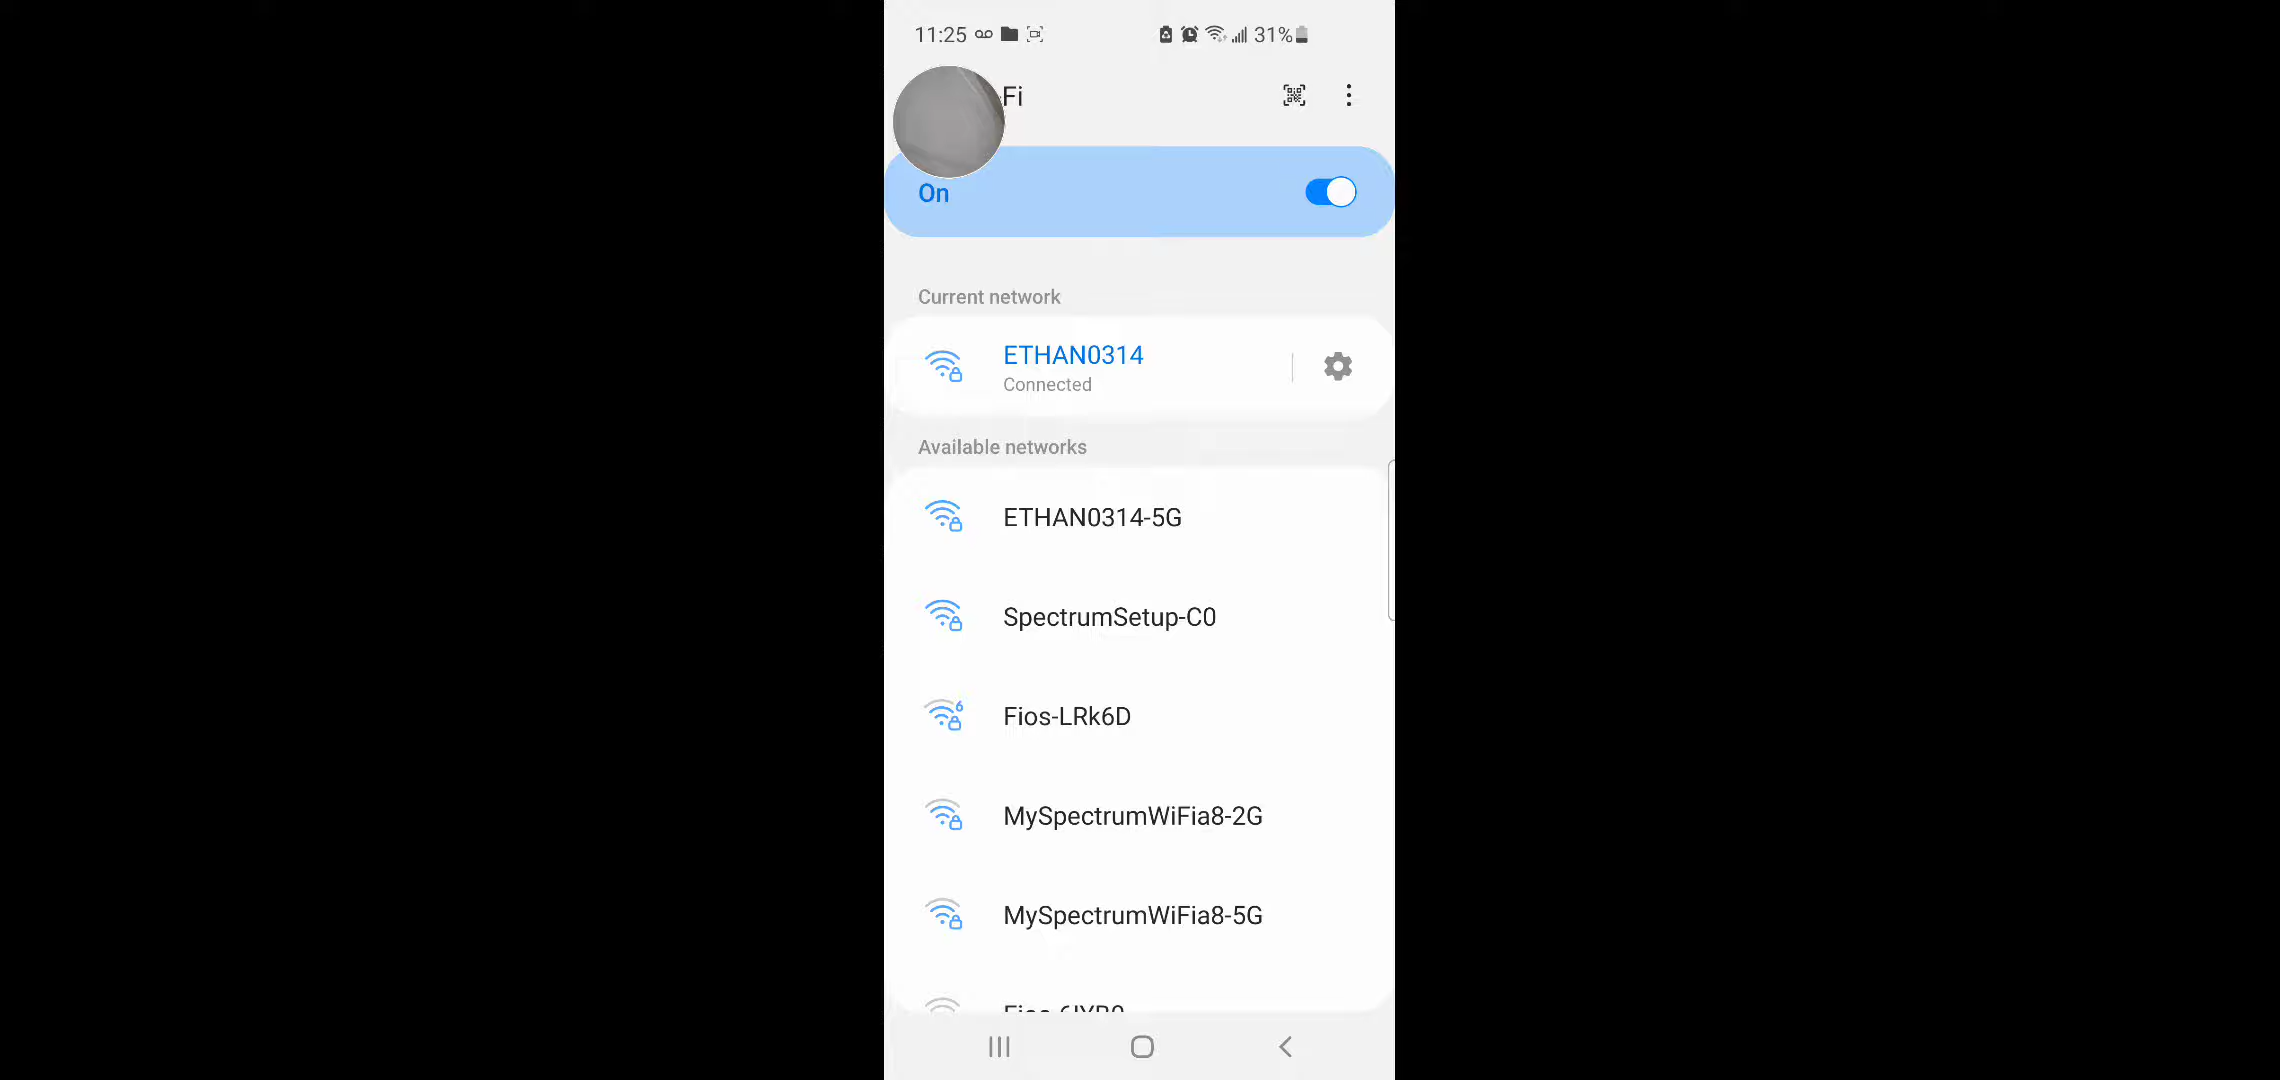 11:25 31%
Fi
On
Current network
ETHAN0314
Connected
Available networks
ETHAN0314-5G
SpectrumSetup-C0
6
Fios-LRk6D
MySpectrumWiFia8-2G
MySpectrumWiFia8-5G